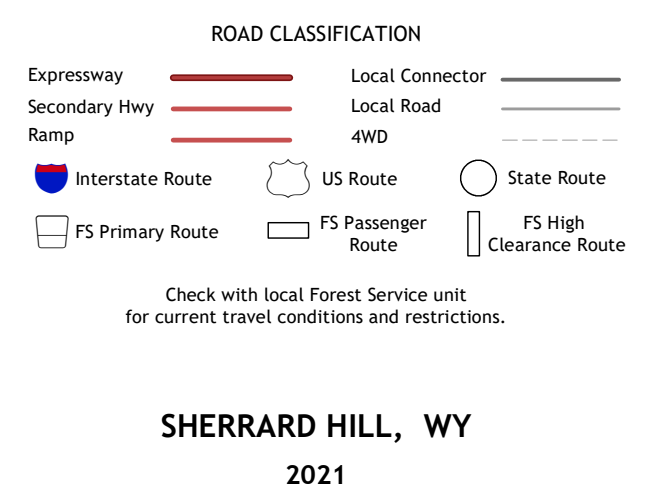 ROAD CLASSIFICATION
Expressway
Local Connector
Secondary Hwy
Local Road
Ramp
4WD
Interstate Route
US Route
State Route
FS Primary Route
FS Passenger
Route
FS High
Clearance Route
Check with local Forest Service unit
for current travel conditions and restrictions.
SHERRARD HILL, WY
2021